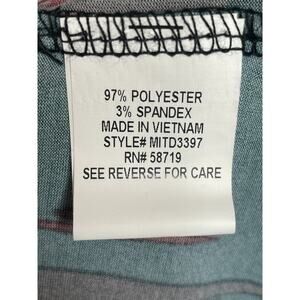 97% POLYESTER
3% SPANDEX
MADE IN VIETNAM
STYLE# MITD3397
RN# 58719
SEE REVERSE FOR CARE